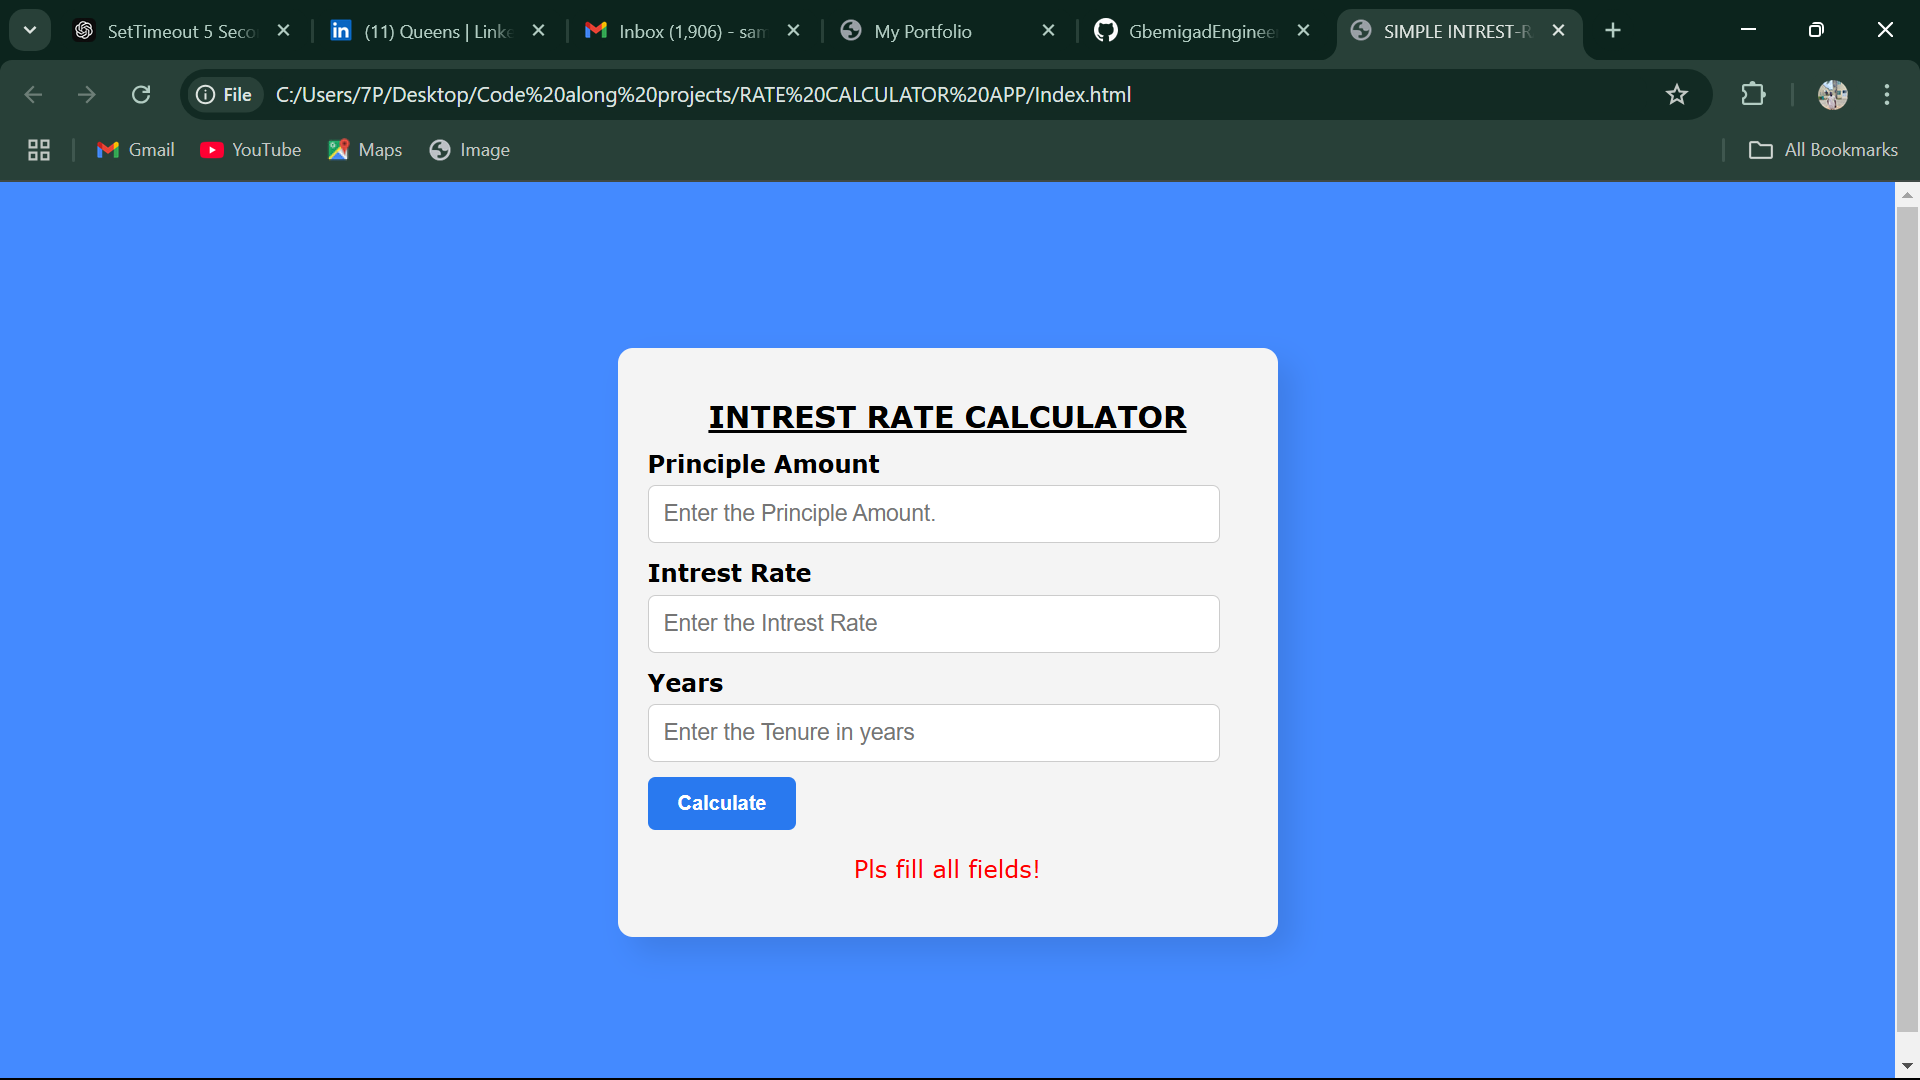 SetTimeout 5 Seco
(11) Queens | Linke
Inbox (1,906) - sam
My Portfolio
GbemigadEnginee
SIMPLE INTREST-R
File
C:/Users/7P/Desktop/Code%20along%20projects/RATE%20CALCULATOR%20APP/Index.html
Gmail
YouTube
Maps
Image
All Bookmarks
INTREST RATE CALCULATOR
Principle Amount
Enter the Principle Amount.
Intrest Rate
Enter the Intrest Rate
Years
Enter the Tenure in years
Calculate
Pls fill all fields!